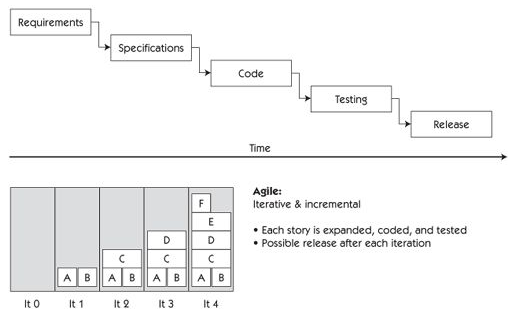 Requirements
Specifications
Code
Testing
Release
Time
Agile:
Iterative & incremental
• Each story is expanded, coded, and tested
• Possible release after each iteration
F
E
D D
C C C
A B A B A B A B
It 0 It 1 It 2 It 3 It 4